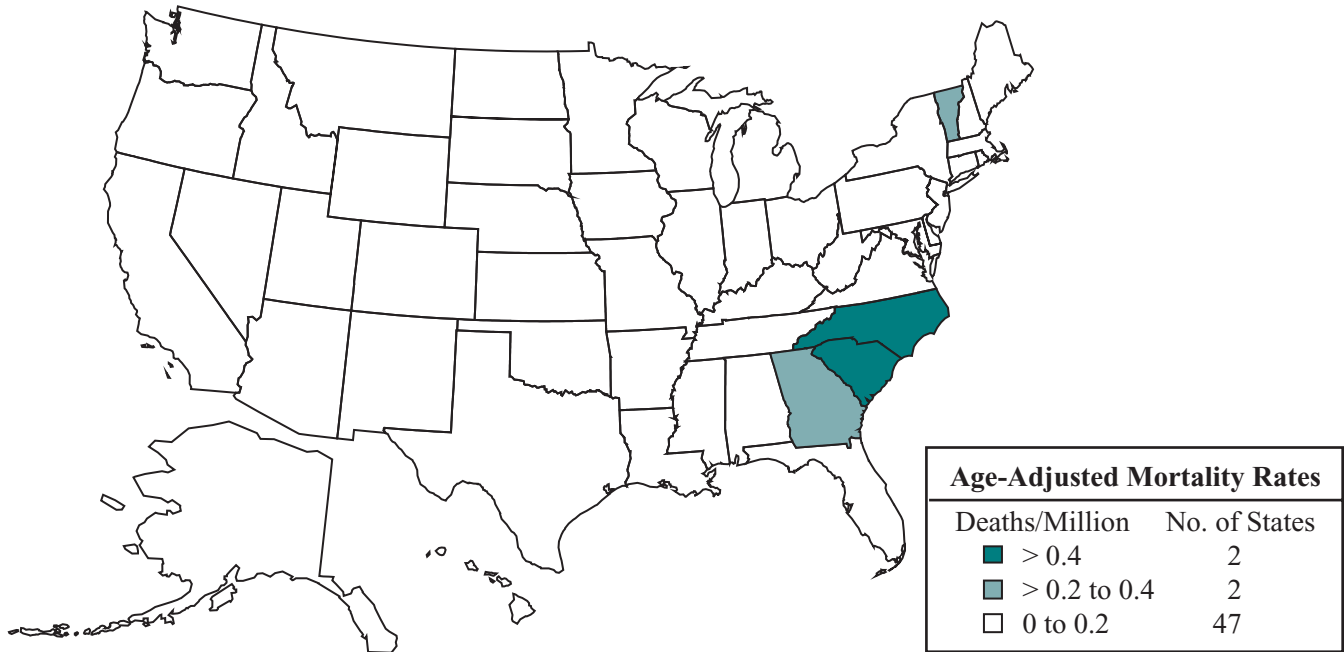 Age-Adjusted Mortality Rates
Deaths/Million No. of States
> 0.4 2
> 0.2 to 0.4 2
0 to 0.2 47